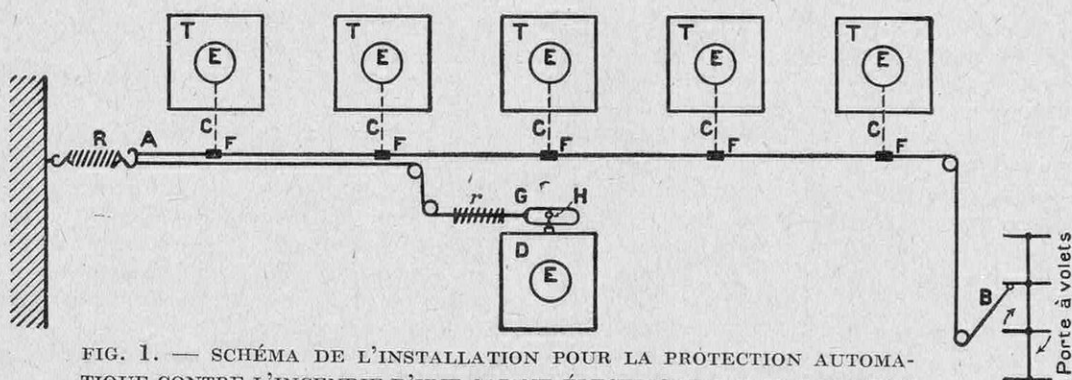 T T T T T
E E E E E
C C C C C
R A F F F F F
r G H
D
E
B
Porte à volets
FIG. 1. — SCHÉMA DE L'INSTALLATION POUR LA PROTECTION AUTOMA-